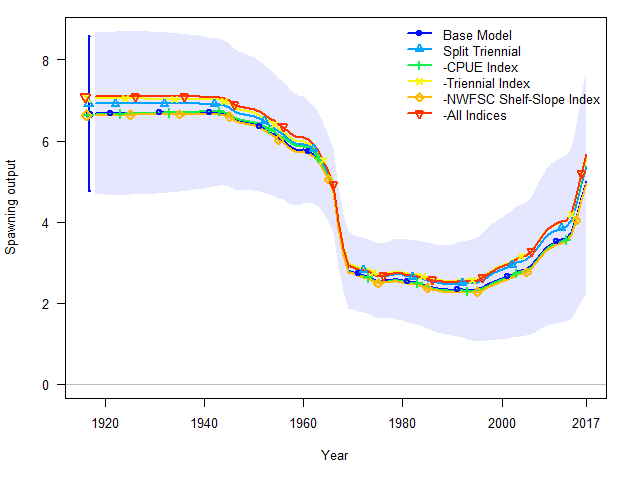 Base Model
Split Triennial
-CPUE Index
-Triennial Index
-NWFSC Shelf-Slope Index
-All Indices
8
6
4
2
0
Spawning output
1920 1940 1960 1980 2000 2017
Year